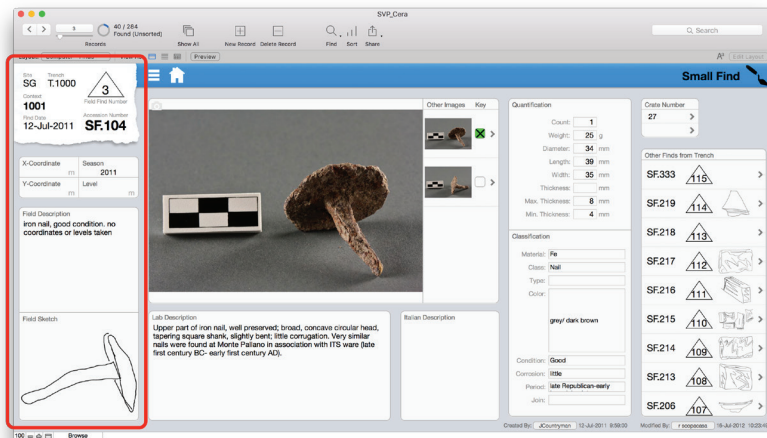 SVP_Cera
3
40 / 284
Found (Unsorted)
Records
Show All
New Record
Delete Record
Find
Sort
Share
Search
Preview
Edit Layout
Site
Trench
SG
T.1000
3
Context
Field Find Number
1001
Find Date
Accession Number
12-Jul-2011
SF.104
Small Find
X-Coordinate
m
Season
2011
Y-Coordinate
m
Level
m
Field Description
iron nail, good condition. no
coordinates or levels taken
Field Sketch
Other Images
Key
Lab Description
Upper part of iron nail, well preserved; broad, concave circular head,
tapering square shank, slightly bent; little corrugation. Very similar
nails were found at Monte Pallano in association with ITS ware (late
first century BC- early first century AD).
Italian Description
Quantification
Count: 1
Weight: 25 g
Diameter: 34 mm
Length: 39 mm
Width: 35 mm
Thickness: mm
Max. Thickness: 8 mm
Min. Thickness: 4 mm
Classification
Material: Fe
Class: Nail
Type:
Color:
grey/ dark brown
Condition: Good
Corrosion: little
Period: late Republican-early
Join:
Crate Number
27
Other Finds from Trench
SF.333 115
SF.219 114
SF.218 113
SF.217 112
SF.216 111
SF.215 110
SF.214 109
SF.213 108
SF.206 107
Created By: JCountryman 12-Jul-2011 9:59:00
Modified By: r scopacasa
100
Browse